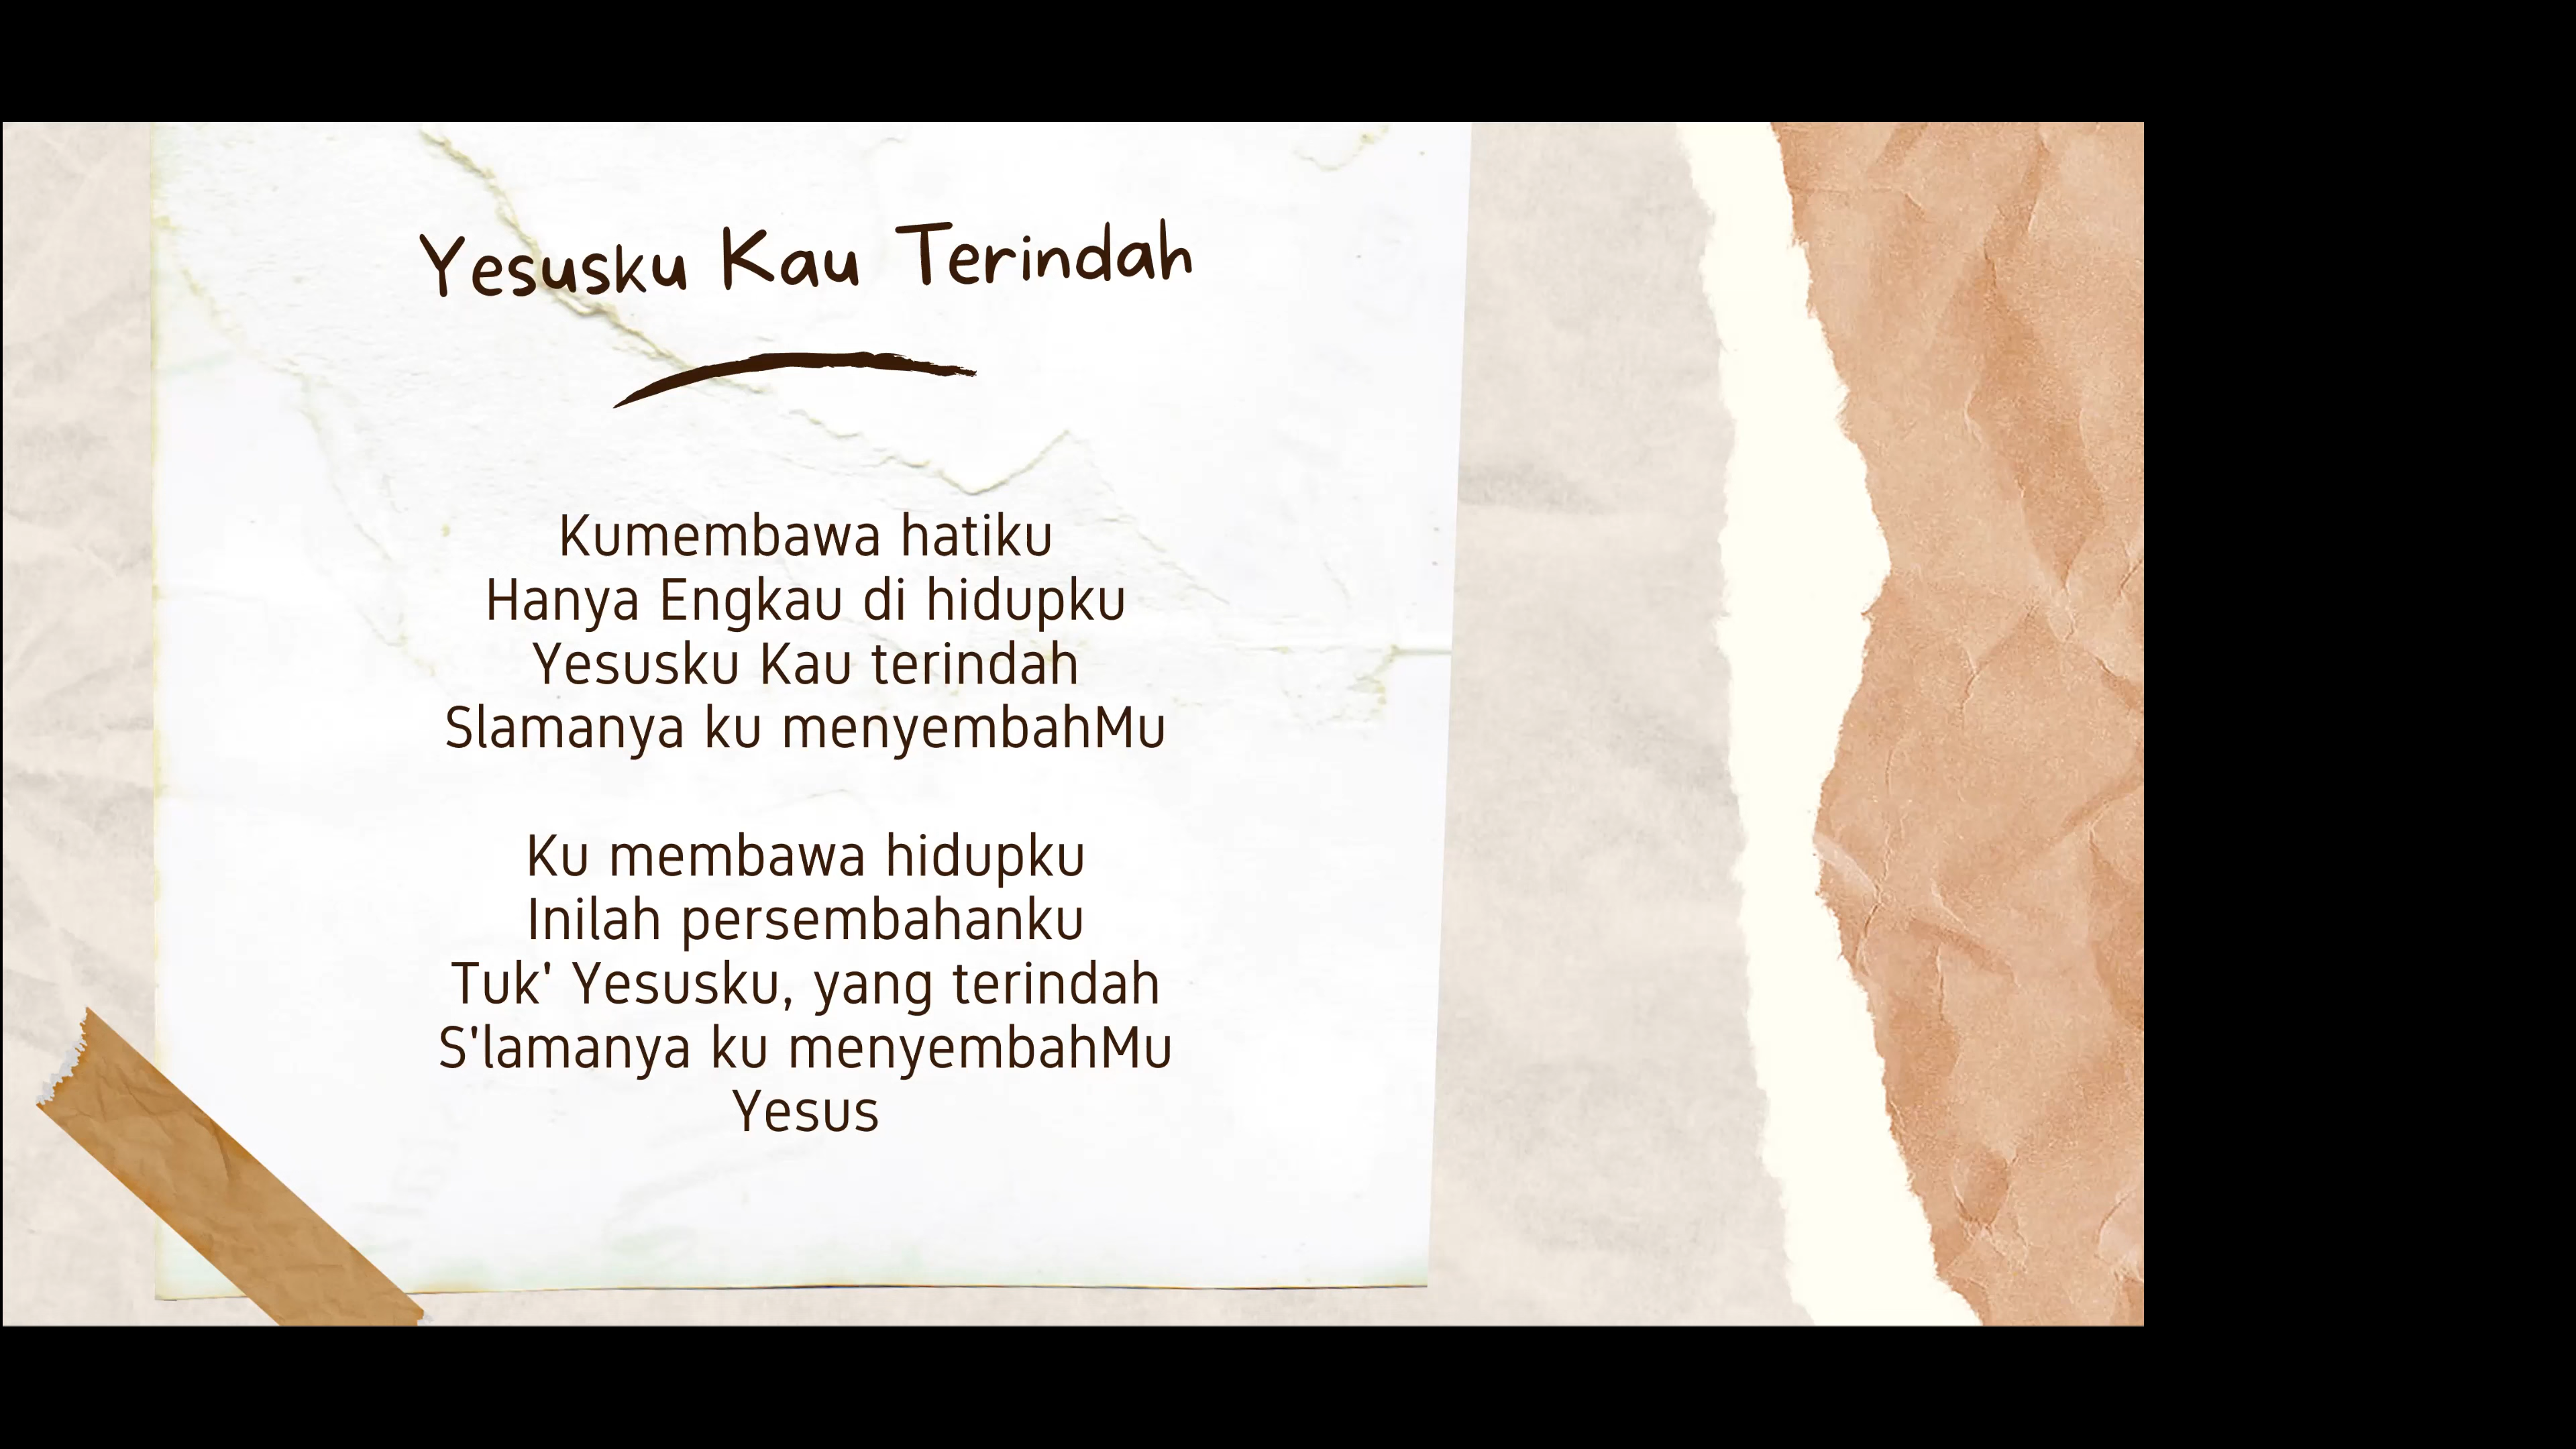 Yesusku Kau Terindah
Kumembawa hatiku
Hanya Engkau di hidupku
Yesusku Kau terindah
Slamanya ku menyembahMu
Ku membawa hidupku
Inilah persembahanku
Tuk' Yesusku, yang terindah
S'lamanya ku menyembahMu
Yesus